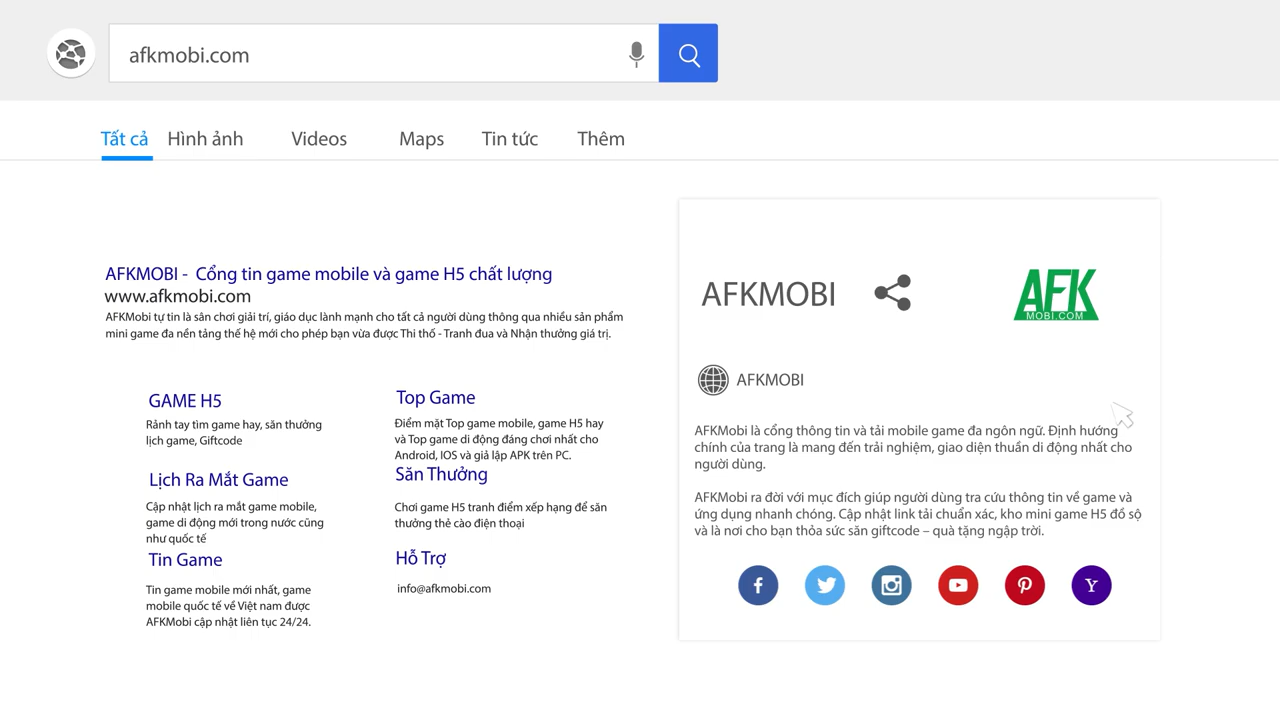 afkmobi.com
Tất cả
Hình ảnh
Videos
Maps
Tin tức
Thêm
AFKMOBI - Cổng tin game mobile và game H5 chất lượng
www.afkmobi.com
AFKMobi tự tin là sân chơi giải trí, giáo dục lành mạnh cho tất cả người dùng thông qua nhiều sản phẩm
mini game đa nền tảng thế hệ mới cho phép bạn vừa được Thi thố - Tranh đua và Nhận thưởng giá trị.
GAME H5
Rảnh tay tìm game hay, săn thưởng
lịch game, Giftcode
Lịch Ra Mắt Game
Cập nhật lịch ra mắt game mobile,
game di động mới trong nước cũng
như quốc tế
Tin Game
Tin game mobile mới nhất, game
mobile quốc tế về Việt nam được
AFKMobi cập nhật liên tục 24/24.
Top Game
Điểm mặt Top game mobile, game H5 hay
và Top game di động đáng chơi nhất cho
Android, IOS và giả lập APK trên PC.
Săn Thưởng
Chơi game H5 tranh điểm xếp hạng để săn
thưởng thẻ cào điện thoại
Hỗ Trợ
info@afkmobi.com
AFKMOBI
AFK
MOBI.COM
AFKMOBI
AFKMobi là cổng thông tin và tải mobile game đa ngôn ngữ. Định hướng
chính của trang là mang đến trải nghiệm, giao diện thuần di động nhất cho
người dùng.
AFKMobi ra đời với mục đích giúp người dùng tra cứu thông tin về game và
ứng dụng nhanh chóng. Cập nhật link tải chuẩn xác, kho mini game H5 đồ sộ
và là nơi cho bạn thỏa sức săn giftcode – quà tặng ngập trời.